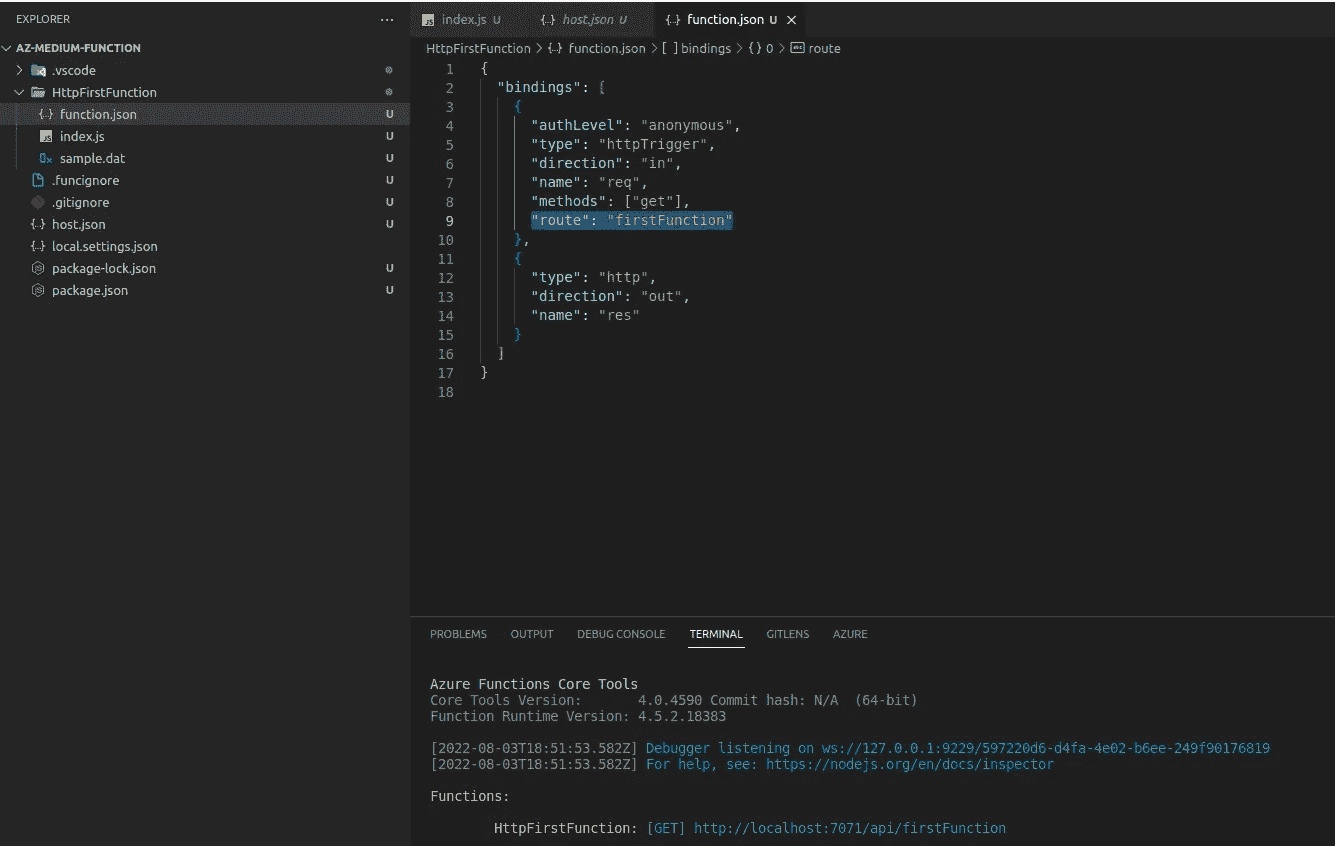 EXPLORER ...
AZ-MEDIUM-FUNCTION
.vscode
HttpFirstFunction
{..} function.json U
JS index.js U
sample.dat U
.funcignore U
.gitignore U
{..} host.json U
{..} local.settings.json
package-lock.json U
package.json U
JS index.js U {..} host.json U {..} function.json U ×
HttpFirstFunction > {..} function.json > [ ] bindings > {} 0 > abc route
1 {
2 "bindings": [
3 {
4 "authLevel": "anonymous",
5 "type": "httpTrigger",
6 "direction": "in",
7 "name": "req",
8 "methods": ["get"],
9 "route": "firstFunction"
10 },
11 {
12 "type": "http",
13 "direction": "out",
14 "name": "res"
15 }
16 ]
17 }
18
PROBLEMS OUTPUT DEBUG CONSOLE TERMINAL GITLENS AZURE
Azure Functions Core Tools
Core Tools Version: 4.0.4590 Commit hash: N/A (64-bit)
Function Runtime Version: 4.5.2.18383
[2022-08-03T18:51:53.582Z] Debugger listening on ws://127.0.0.1:9229/597220d6-d4fa-4e02-b6ee-249f90176819
[2022-08-03T18:51:53.582Z] For help, see: https://nodejs.org/en/docs/inspector
Functions:
HttpFirstFunction: [GET] http://localhost:7071/api/firstFunction